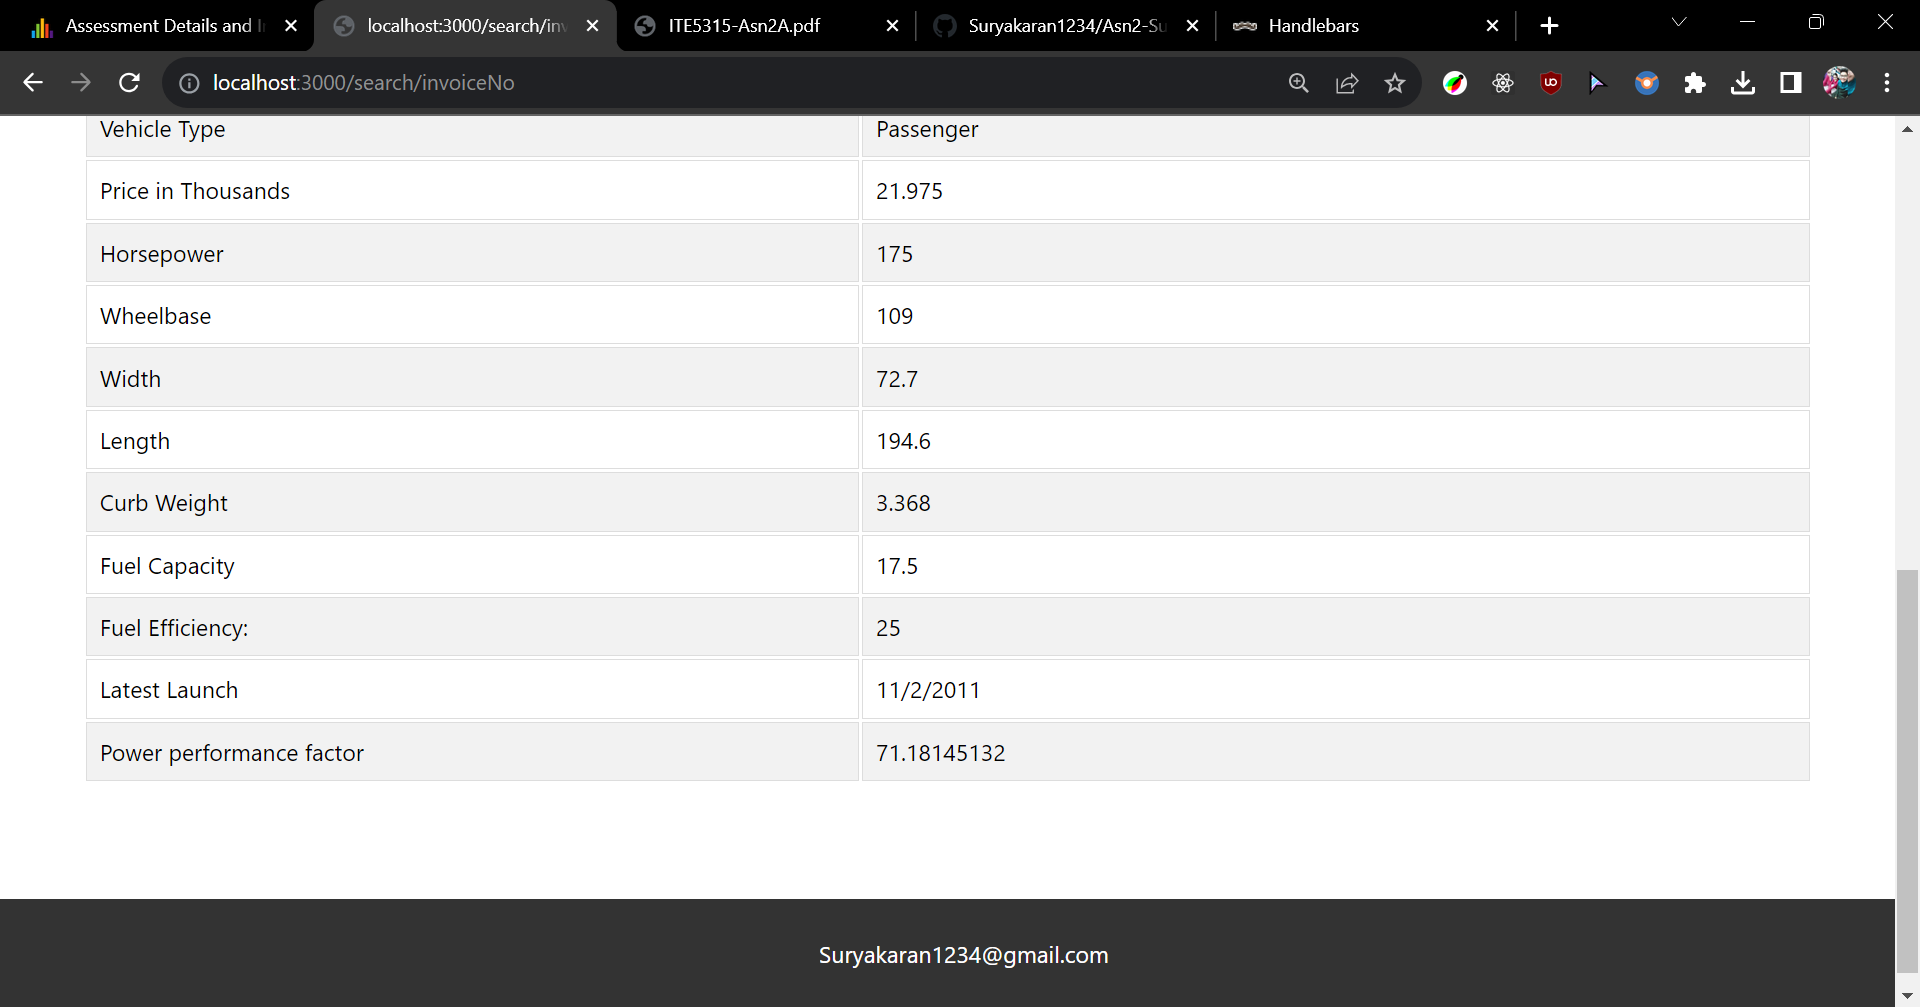 Assessment Details and I
localhost:3000/search/inv
ITE5315-Asn2A.pdf
Suryakaran1234/Asn2-Su
Handlebars
localhost:3000/search/invoiceNo
Vehicle Type Passenger
Price in Thousands 21.975
Horsepower 175
Wheelbase 109
Width 72.7
Length 194.6
Curb Weight 3.368
Fuel Capacity 17.5
Fuel Efficiency: 25
Latest Launch 11/2/2011
Power performance factor 71.18145132
Suryakaran1234@gmail.com